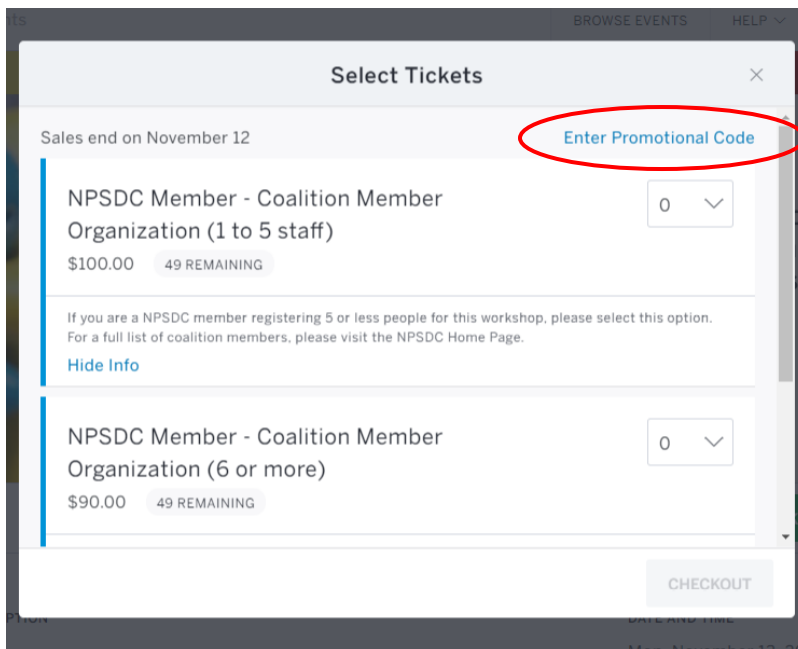 nts
BROWSE EVENTS HELP
Select Tickets
Sales end on November 12
Enter Promotional Code
NPSDC Member - Coalition Member
Organization (1 to 5 staff)
0
$100.00 49 REMAINING
If you are a NPSDC member registering 5 or less people for this workshop, please select this option.
For a full list of coalition members, please visit the NPSDC Home Page.
Hide Info
NPSDC Member - Coalition Member
Organization (6 or more)
0
$90.00 49 REMAINING
CHECKOUT
PTION
DATE AND TIME